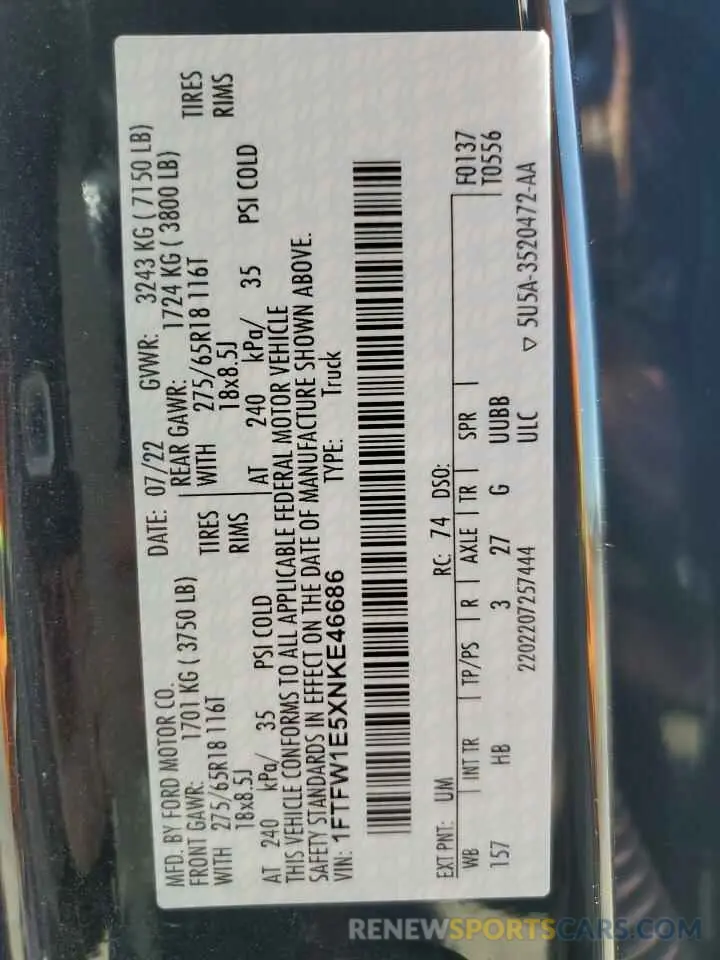 MFD. BY FORD MOTOR CO.
DATE: 07/22 GVWR: 3243 KG ( 7150 LB)
FRONT GAWR: 1701 KG ( 3750 LB)
REAR GAWR: 1724 KG ( 3800 LB)
WITH 275/65R18 116T TIRES
WITH 275/65R18 116T TIRES
18x8.5J RIMS
18x8.5J RIMS
AT 240 kPa/ 35 PSI COLD
AT 240 kPa/ 35 PSI COLD
THIS VEHICLE CONFORMS TO ALL APPLICABLE FEDERAL MOTOR VEHICLE
SAFETY STANDARDS IN EFFECT ON THE DATE OF MANUFACTURE SHOWN ABOVE.
VIN: 1FTFW1E5XNKE46686 TYPE: Truck
F0137
T0556
EXT PNT: UM RC: 74 DSO:
WB INT TR TP/PS R AXLE TR SPR
157 HB 3 27 G UUBB
2202207257444 ULC ▽ 5U5A-3520472-AA
RENEWSPORTSCARS.COM